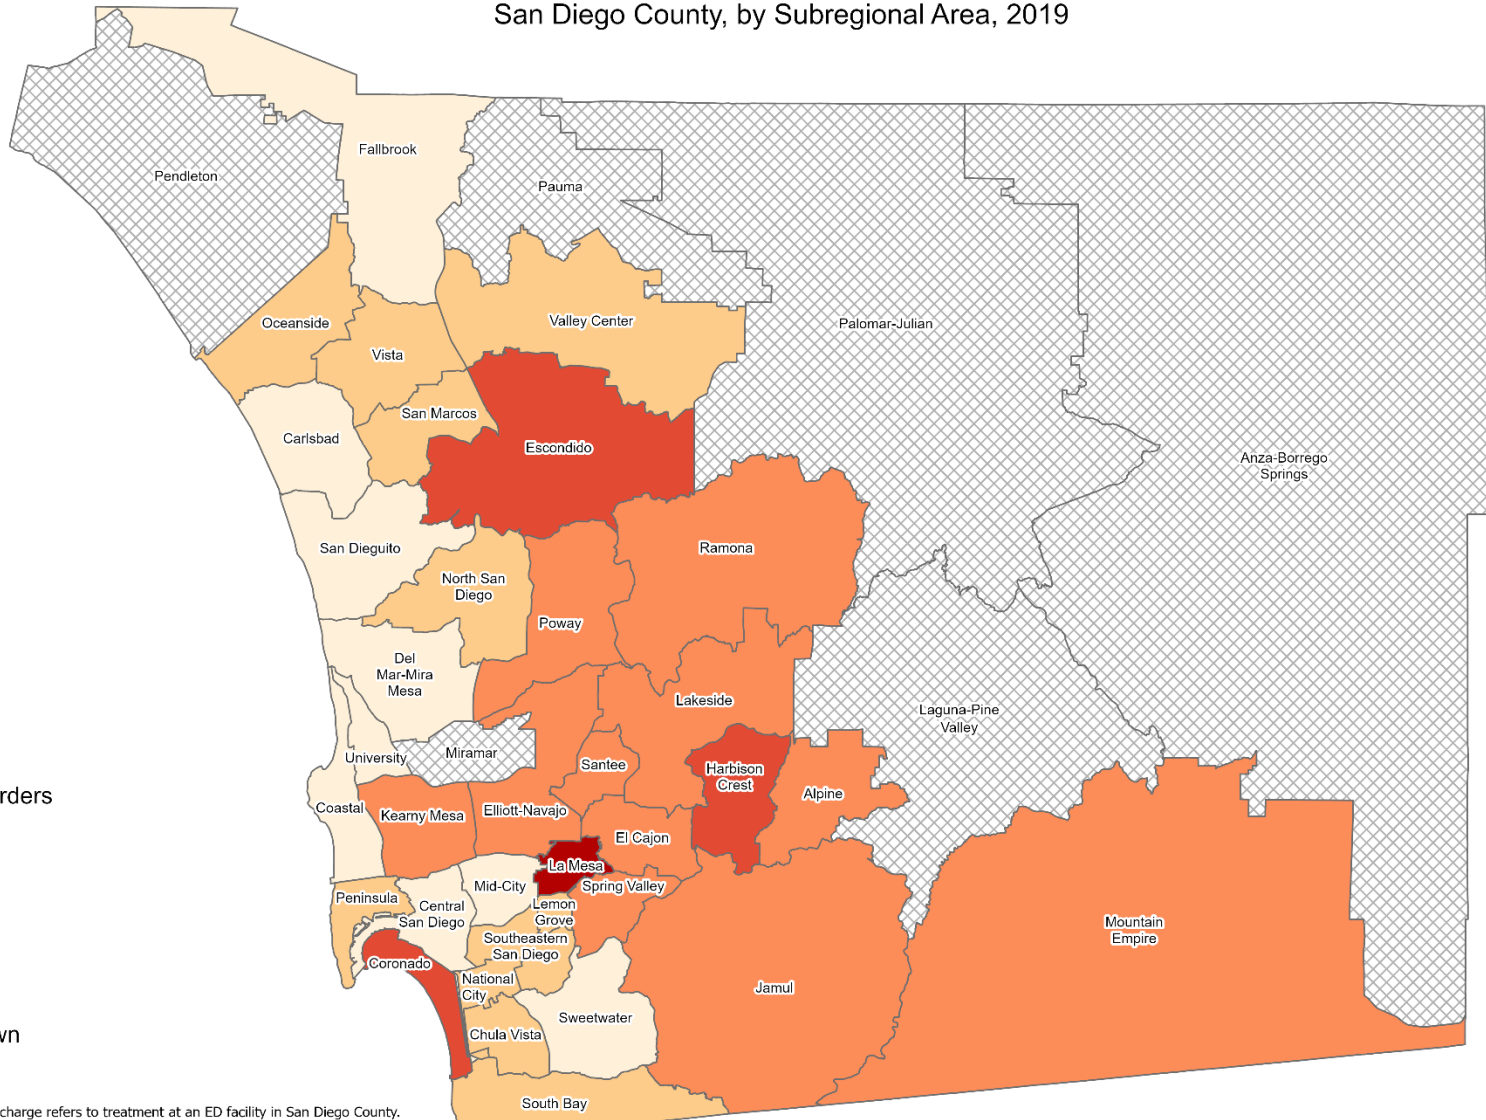 San Diego County, by Subregional Area, 2019
Fallbrook
Pendleton
Pauma
Oceanside
Valley Center
Palomar-Julian
Vista
San Marcos
Carlsbad
Escondido
Anza-Borrego
Springs
San Dieguito
Ramona
North San
Diego
Poway
Del
Mar-Mira
Mesa
Lakeside
Laguna-Pine
Valley
University
Miramar
Santee
Harbison
Crest
Alpine
rders
Coastal
Kearny Mesa
Elliott-Navajo
El Cajon
La Mesa
Mid-City
Spring Valley
Peninsula
Central
San Diego
Lemon
Grove
Mountain
Empire
Southeastern
San Diego
Coronado
National
City
Jamul
Sweetwater
wn
Chula Vista
South Bay
charge refers to treatment at an ED facility in San Diego County.